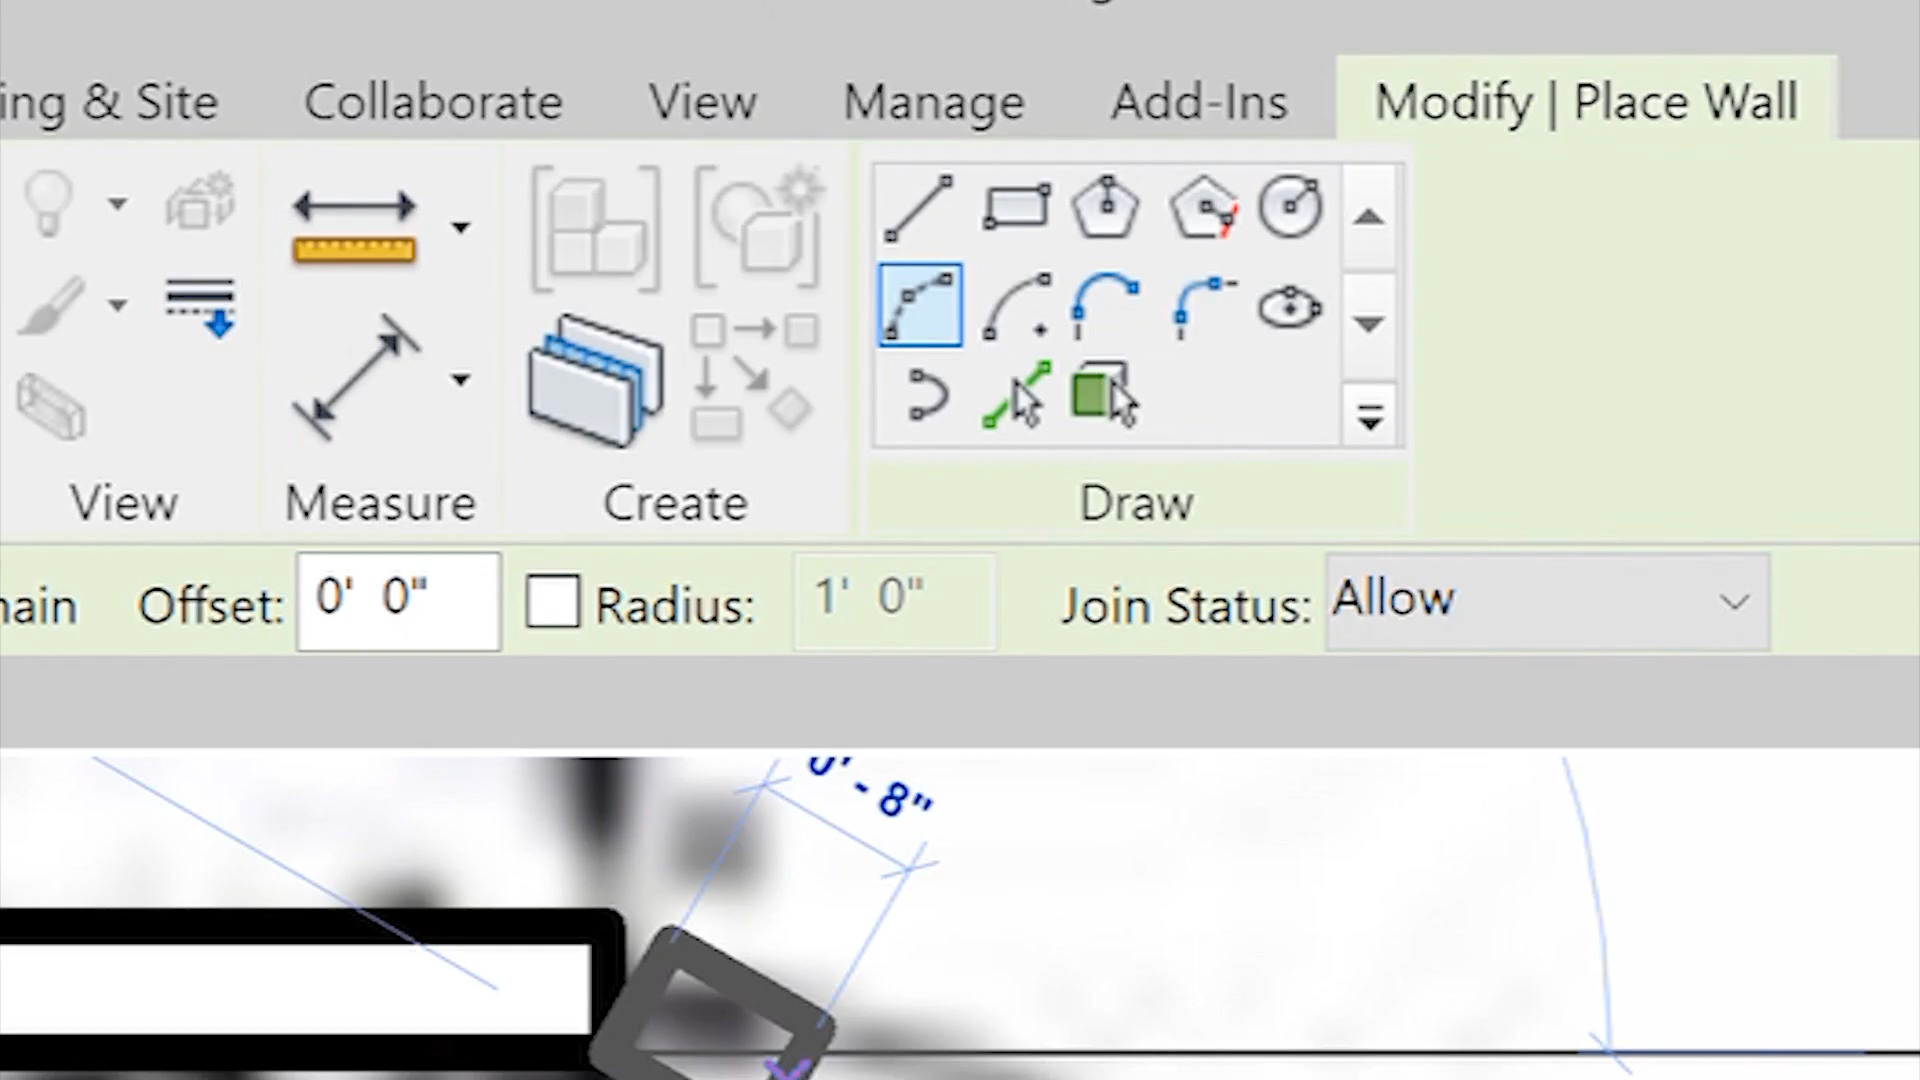 ing & Site Collaborate View Manage Add-Ins Modify | Place Wall
View Measure Create Draw
Offset: 0' 0" Radius: 1' 0" Join Status: Allow
0' - 8"